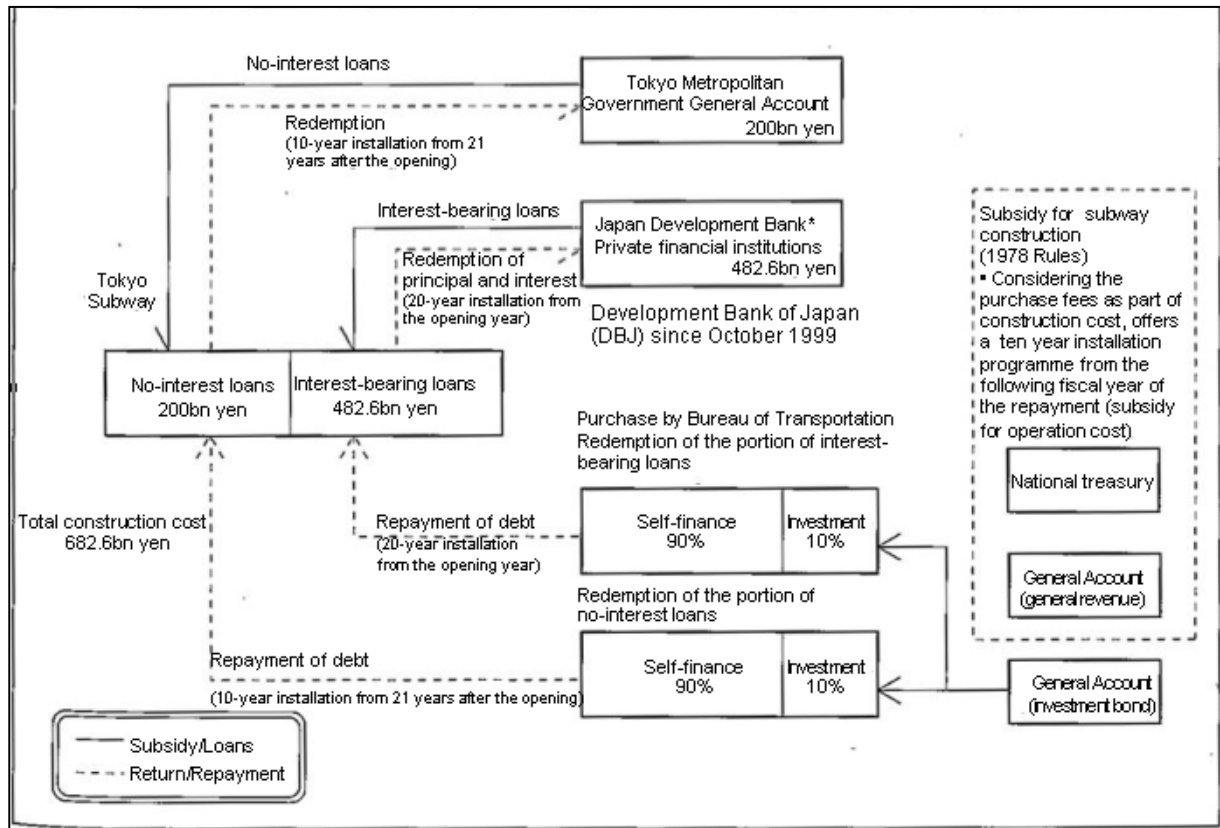 No-interest loans
Tokyo Metropolitan
Government General Account
200bn yen
Redemption
(10-year installation from 21
years after the opening)
Interest-bearing loans
Japan Development Bank*
Private financial institutions
482.6bn yen
Redemption of
principal and interest
(20-year installation from
the opening year)
Tokyo
Subway
Development Bank of Japan
(DBJ) since October 1999
Subsidy for subway
construction
(1978 Rules)
▪ Considering the
purchase fees as part of
construction cost, offers
a ten year installation
programme from the
following fiscal year of
the repayment (subsidy
for operation cost)
National treasury
General Account
(general revenue)
No-interest loans
200bn yen
Interest-bearing loans
482.6bn yen
Purchase by Bureau of Transportation
Redemption of the portion of interest-
bearing loans
Self-finance
90%
Investment
10%
Total construction cost
682.6bn yen
Repayment of debt
(20-year installation
from the opening year)
Redemption of the portion of
no-interest loans
Self-finance
90%
Investment
10%
General Account
(investment bond)
Repayment of debt
(10-year installation from 21 years after the opening)
Subsidy/Loans
Return/Repayment